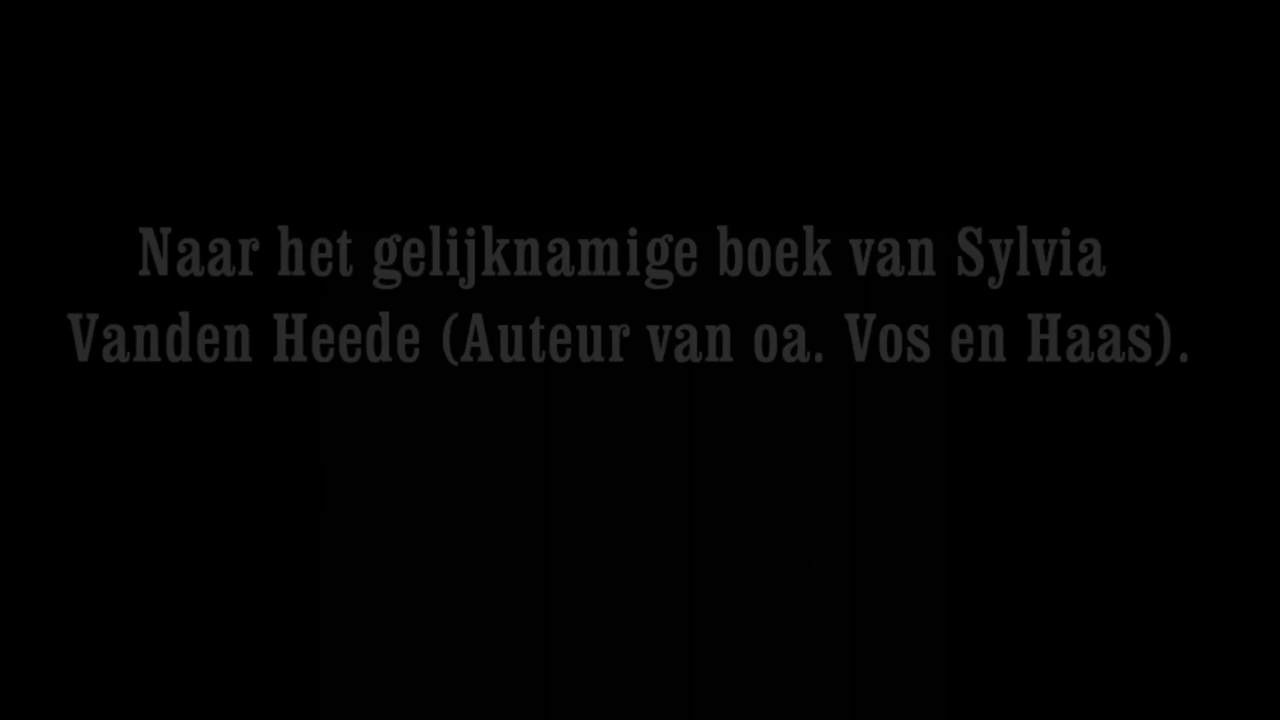 Naar het gelijknamige boek van Sylvia
Vanden Heede (Auteur van oa. Vos en Haas).